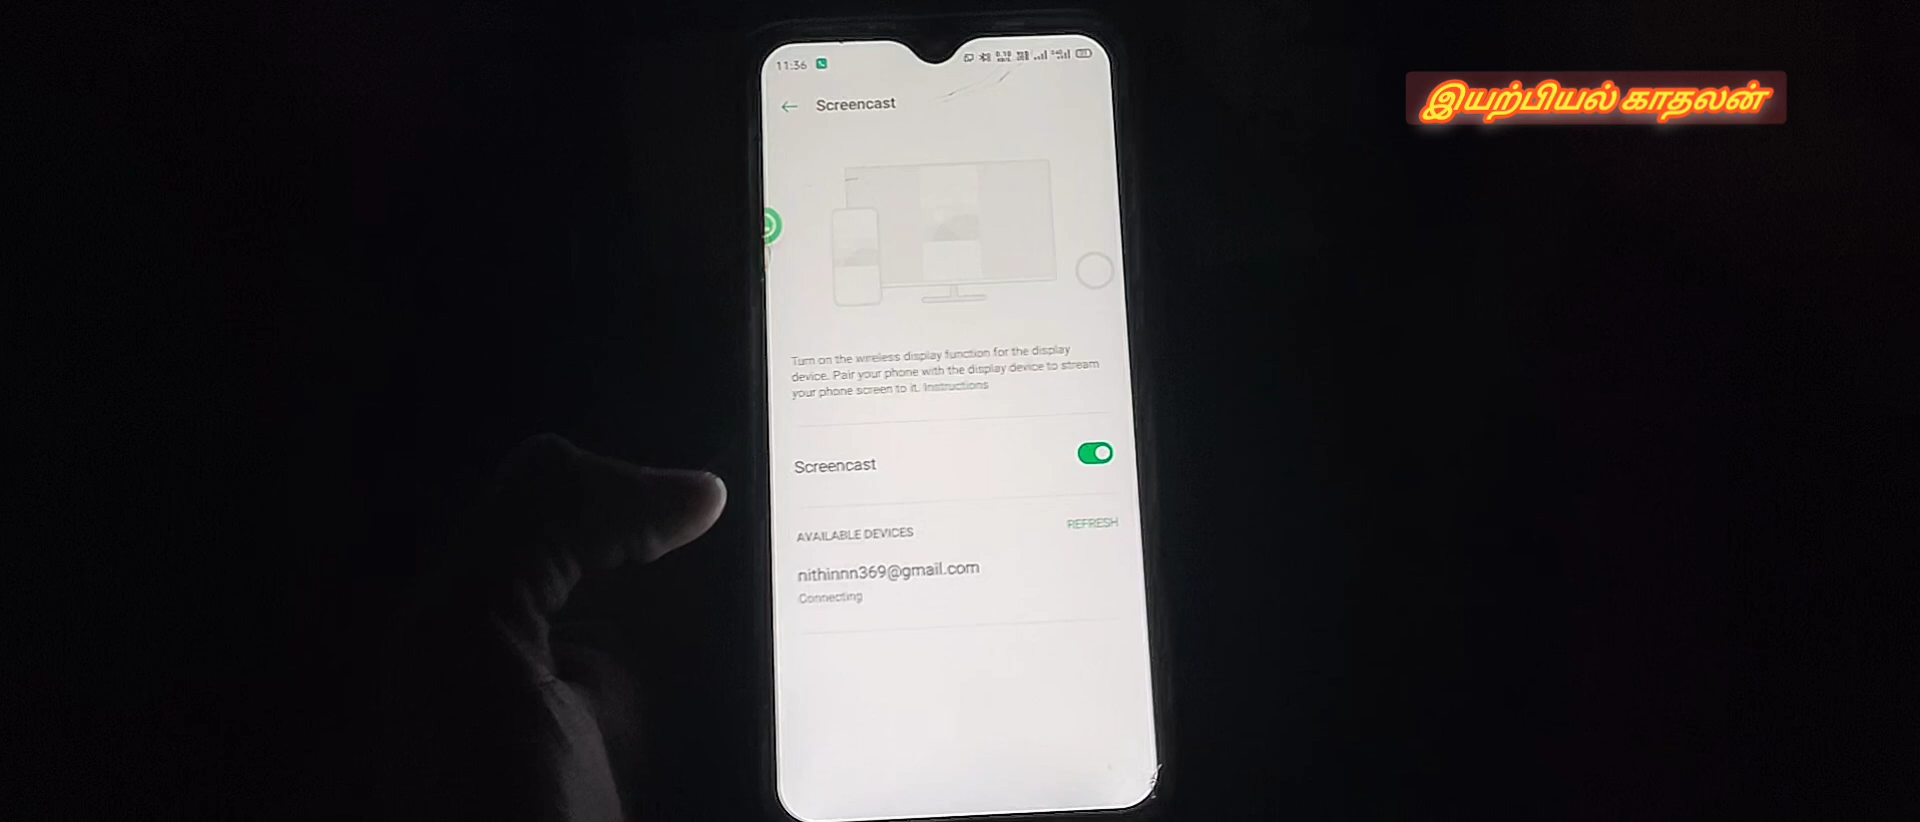 இயற்பியல் காதலன்
11:36
Screencast
Turn on the wireless display function for the display
device. Pair your phone with the display device to stream
your phone screen to it. Instructions
Screencast
AVAILABLE DEVICES
REFRESH
nithinnn369@gmail.com
Connecting